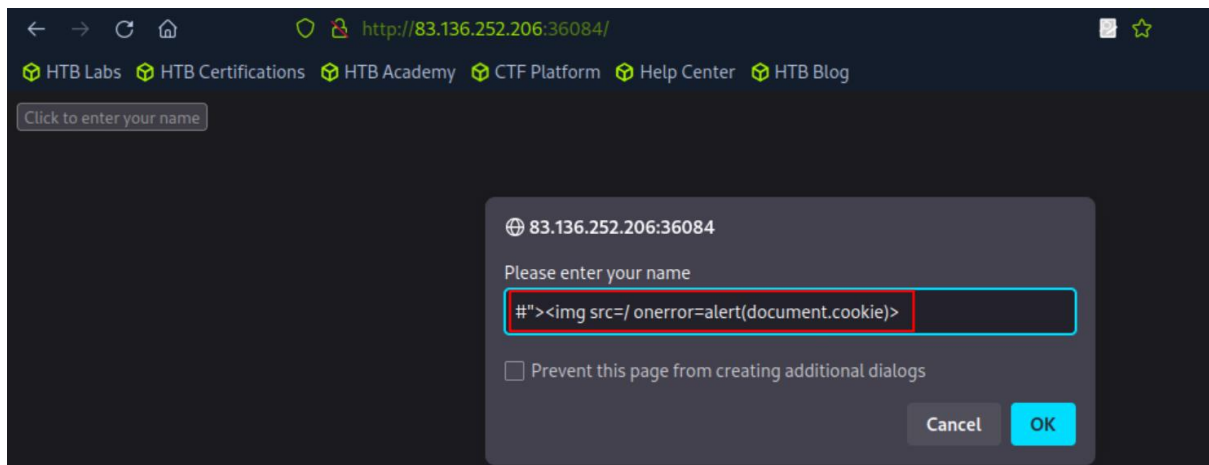 http://83.136.252.206:36084/
HTB Labs HTB Certifications HTB Academy CTF Platform Help Center HTB Blog
Click to enter your name
83.136.252.206:36084
Please enter your name
#"><img src=/ onerror=alert(document.cookie)>
Prevent this page from creating additional dialogs
Cancel OK